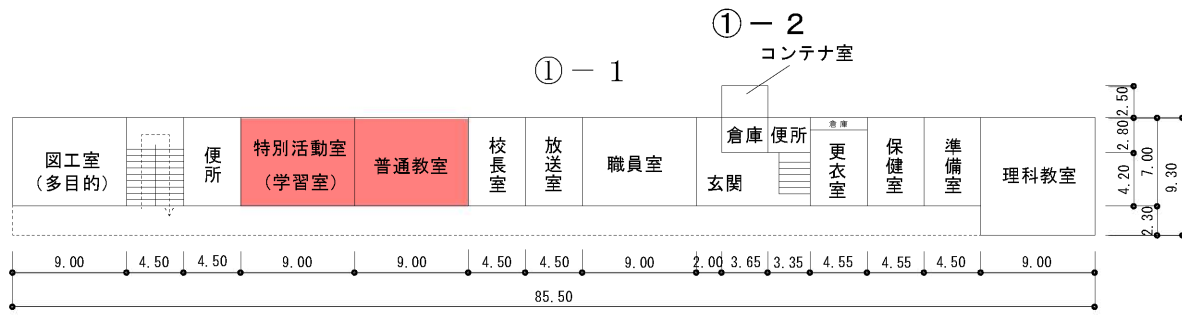 ①－２
コンテナ室
①－１
図工室
(多目的)
便所
特別活動室
(学習室)
普通教室
校長室
放送室
職員室
倉庫
便所
玄関
倉庫
更衣室
保健室
準備室
理科教室
2.50
2.80
4.20
7.00
2.30
9.30
9.00
4.50
4.50
9.00
9.00
4.50
4.50
9.00
2.00
3.65
3.35
4.55
4.55
4.50
9.00
85.50